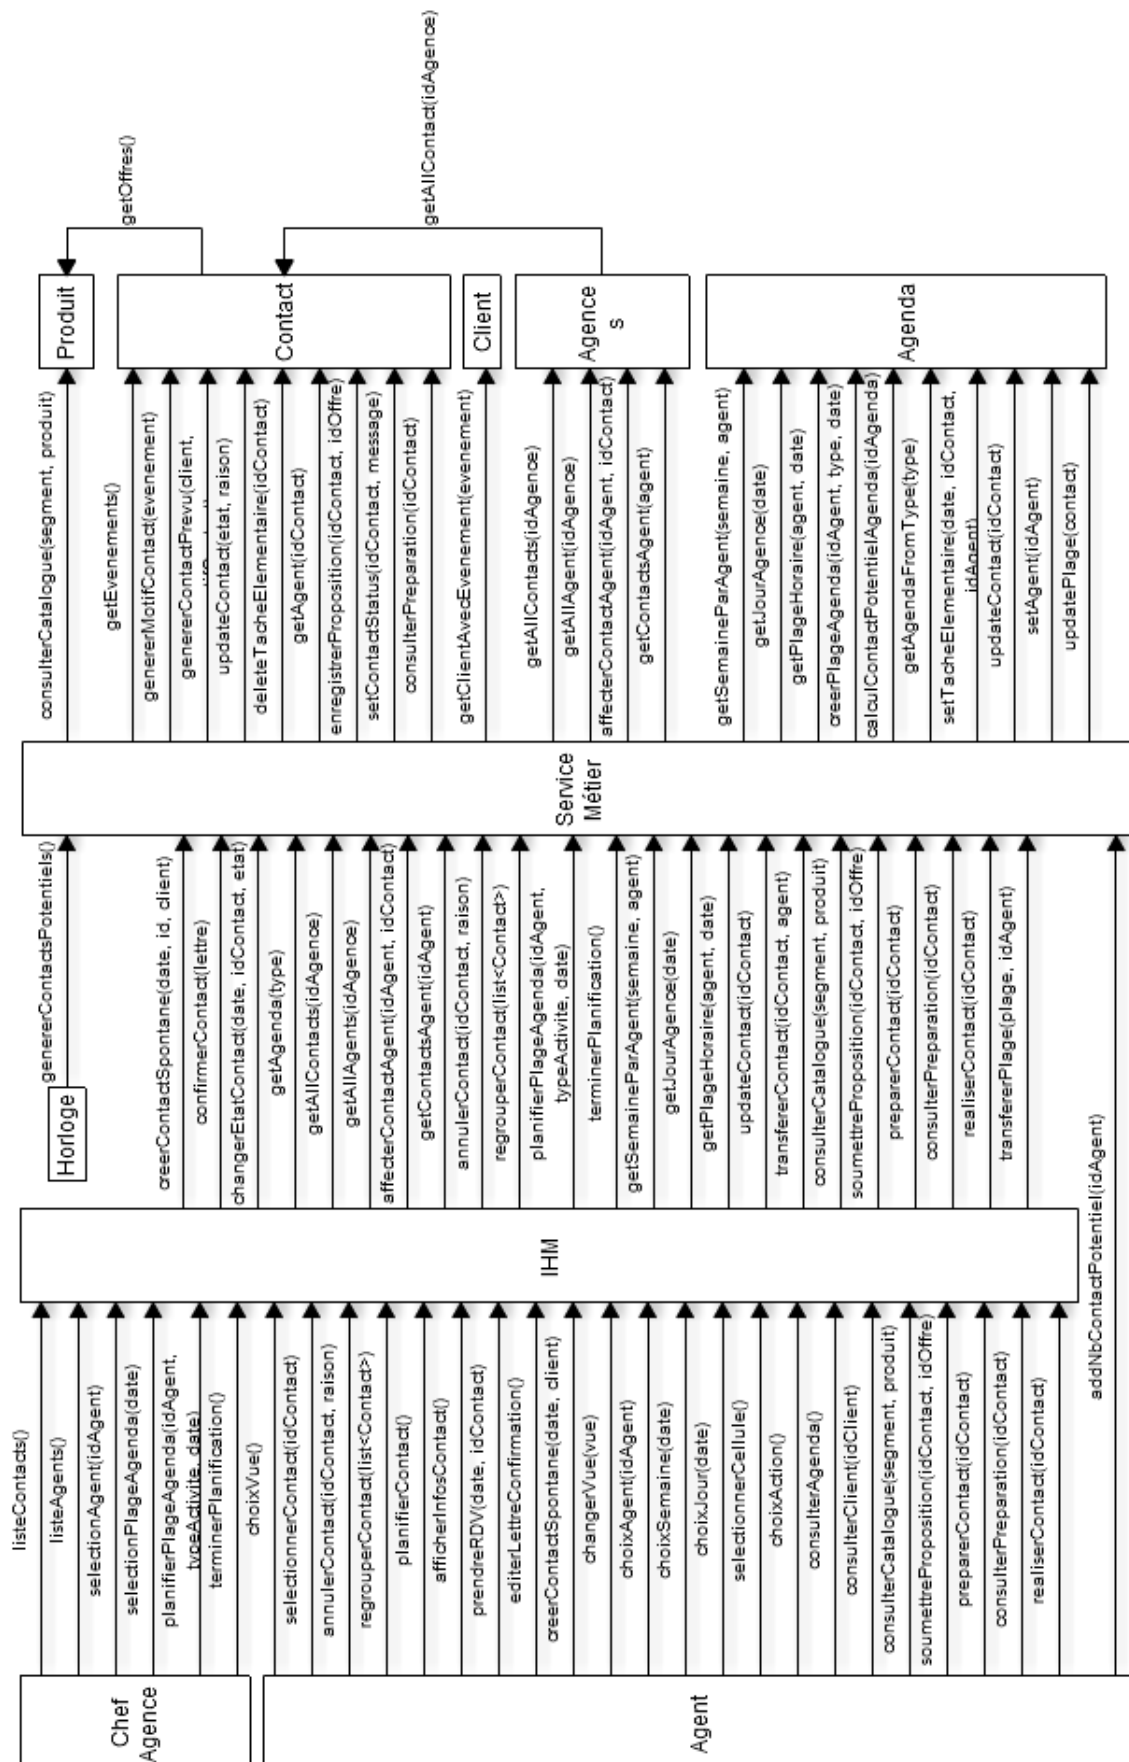 Chef
Agence
Agent
listeContacts()
listeAgents()
selectionAgent(idAgent)
selectionPlageAgenda(date)
planifierPlageAgenda(idAgent,
typeActivite, date)
terminerPlanification()
choixVue()
selectionnerContact(idContact)
annulerContact(idContact, raison)
regrouperContact(list<Contact>)
planifierContact()
afficherInfosContact()
prendreRDV(date, idContact)
editerLettreConfirmation()
creerContactSpontane(date, client)
changerVue(vue)
choixAgent(idAgent)
choixSemaine(date)
choixJour(date)
selectionnerCellule()
choixAction()
consulterAgenda()
consulterClient(idClient)
consulterCatalogue(segment, produit)
soumettreProposition(idContact, idOffre)
preparerContact(idContact)
consulterPreparation(idContact)
realiserContact(idContact)
addNbContactPotentiel(idAgent)
IHM
Horloge
genererContactsPotentiels()
creerContactSpontane(date, id, client)
confirmerContact(lettre)
changerEtatContact(date, idContact, etat)
getAgenda(type)
getAllContacts(idAgence)
getAllAgents(idAgence)
affecterContactAgent(idAgent, idContact)
getContactsAgent(idAgent)
annulerContact(idContact, raison)
regrouperContact(list<Contact>)
planifierPlageAgenda(idAgent,
typeActivite, date)
terminerPlanification()
getSemaineParAgent(semaine, agent)
getJourAgence(date)
getPlageHoraire(agent, date)
updateContact(idContact)
transfererContact(idContact, agent)
consulterCatalogue(segment, produit)
soumettreProposition(idContact, idOffre)
preparerContact(idContact)
consulterPreparation(idContact)
realiserContact(idContact)
transfererPlage(plage, idAgent)
Service
Métier
consulterCatalogue(segment, produit)
getEvenements()
genererMotifContact(evenement)
genererContactPrevu(client,
updateContact(etat, raison)
deleteTacheElementaire(idContact)
getAgent(idContact)
enregistrerProposition(idContact, idOffre)
setContactStatus(idContact, message)
consulterPreparation(idContact)
getClientAvecEvenement(evenement)
getAllContacts(idAgence)
getAllAgent(idAgence)
affecterContactAgent(idAgent, idContact)
getContactsAgent(agent)
getSemaineParAgent(semaine, agent)
getJourAgence(date)
getPlageHoraire(agent, date)
creerPlageAgenda(idAgent, type, date)
calculContactPotentielAgenda(idAgenda)
getAgendaFromType(type)
setTacheElementaire(date, idContact,
idAgent)
updateContact(idContact)
setAgent(idAgent)
updatePlage(contact)
Produit
Contact
Client
Agence
s
Agenda
getOffres()
getAllContact(idAgence)